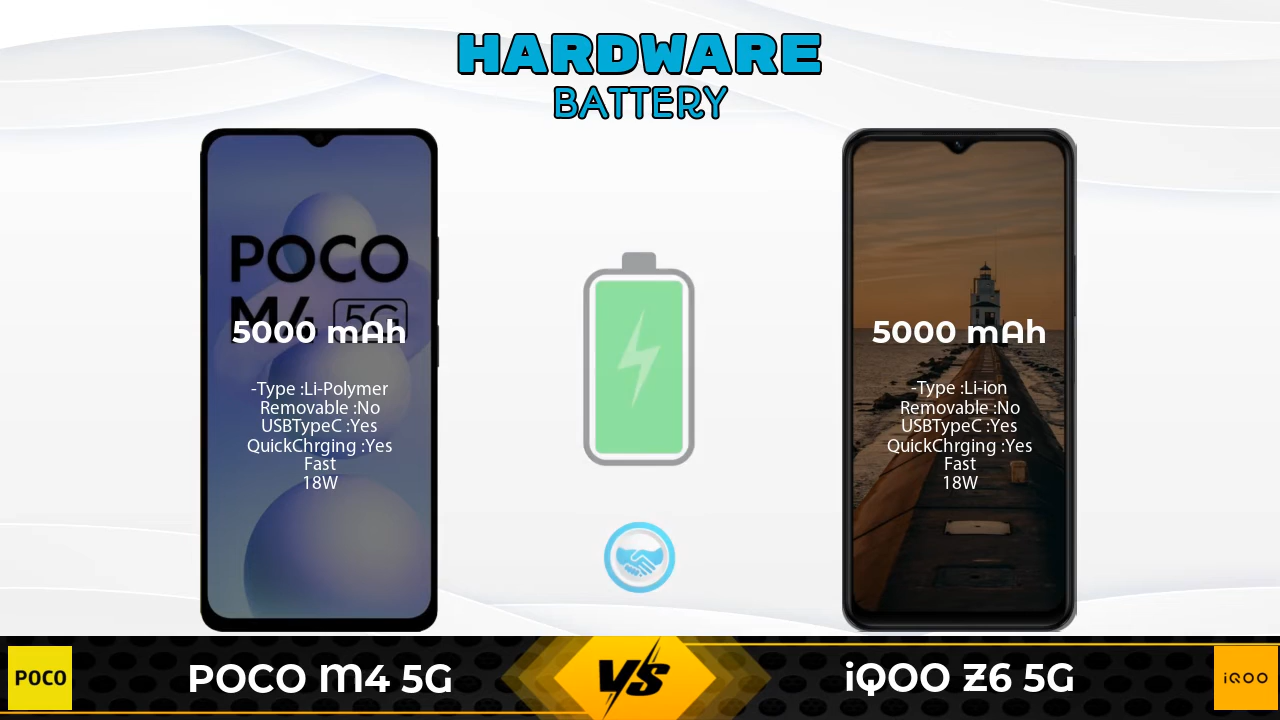 HARDWARE
BATTERY
POCO
M4 5G
5000 mAh
-Type :Li-Polymer
Removable :No
USBTypeC :Yes
QuickChrging :Yes
Fast
18W
5000 mAh
-Type :Li-ion
Removable :No
USBTypeC :Yes
QuickChrging :Yes
Fast
18W
POCO
POCO M4 5G
VS
iQOO Z6 5G
iQOO